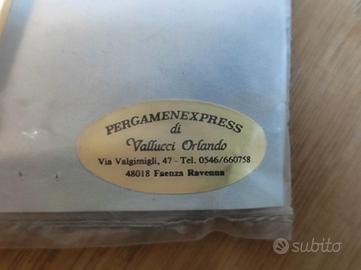 PERGAMENEXPRESS
di
Vallucci Orlando
Via Valgimigli, 47 - Tel. 0546/660758
48018 Faenza Ravenna
subito